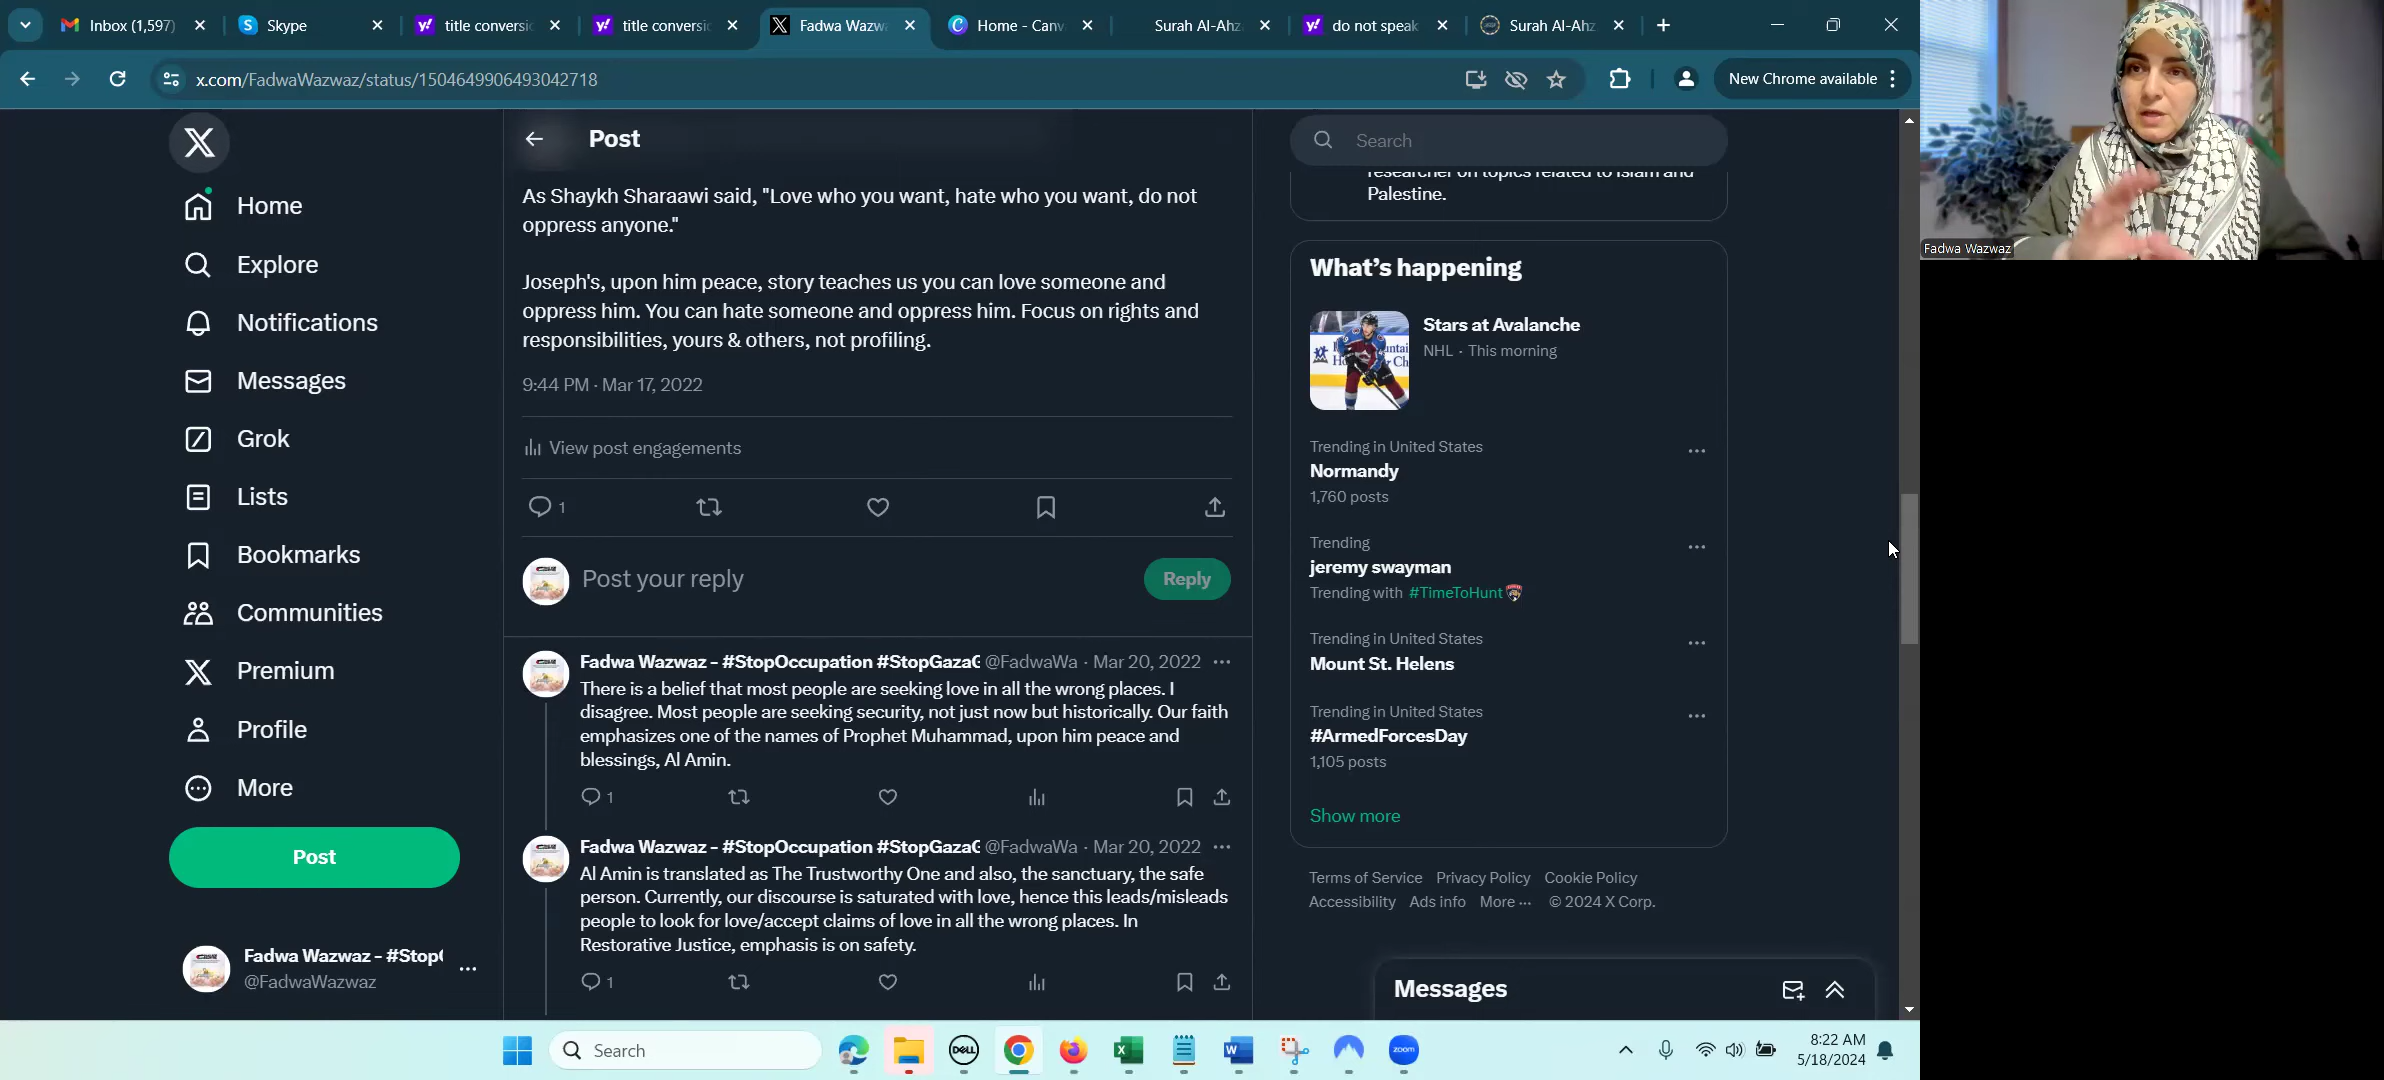 Inbox (1,597)
Skype
title conversi
title conversi
Fadwa Wazw
Home - Canv
Surah Al-Ahz
do not speak
Surah Al-Ahz
x.com/FadwaWazwaz/status/1504649906493042718
New Chrome available
Home
Explore
Notifications
Messages
Grok
Lists
Bookmarks
Communities
Premium
Profile
More
Post
Fadwa Wazwaz - #Stop
@FadwaWazwaz
Post
As Shaykh Sharaawi said, "Love who you want, hate who you want, do not
oppress anyone."
Joseph's, upon him peace, story teaches us you can love someone and
oppress him. You can hate someone and oppress him. Focus on rights and
responsibilities, yours & others, not profiling.
9:44 PM · Mar 17, 2022
View post engagements
1
Post your reply
Reply
Fadwa Wazwaz - #StopOccupation #StopGazaG @FadwaWa · Mar 20, 2022
There is a belief that most people are seeking love in all the wrong places. I
disagree. Most people are seeking security, not just now but historically. Our faith
emphasizes one of the names of Prophet Muhammad, upon him peace and
blessings, Al Amin.
1
Fadwa Wazwaz - #StopOccupation #StopGazaG @FadwaWa · Mar 20, 2022
Al Amin is translated as The Trustworthy One and also, the sanctuary, the safe
person. Currently, our discourse is saturated with love, hence this leads/misleads
people to look for love/accept claims of love in all the wrong places. In
Restorative Justice, emphasis is on safety.
1
Search
researcher on topics related to Islam and
Palestine.
What's happening
Stars at Avalanche
NHL · This morning
Trending in United States
Normandy
1,760 posts
Trending
jeremy swayman
Trending with #TimeToHunt
Trending in United States
Mount St. Helens
Trending in United States
#ArmedForcesDay
1,105 posts
Show more
Terms of Service Privacy Policy Cookie Policy
Accessibility Ads info More ··· © 2024 X Corp.
Messages
Fadwa Wazwaz
Search
DELL
zoom
8:22 AM
5/18/2024